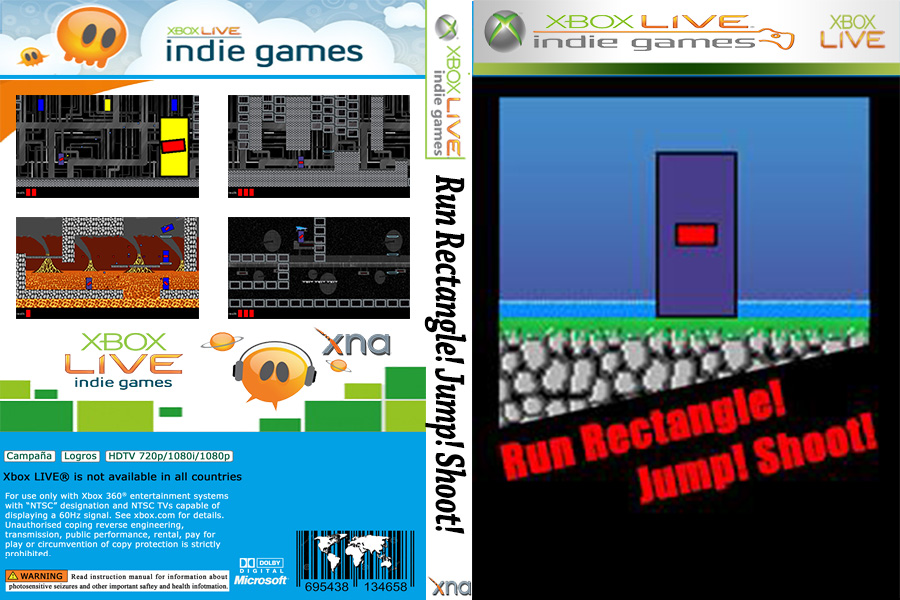 XBOX LIVE
indie games
XBOX LIVE
indie games
xna
Campaña
Logros
HDTV 720p/1080i/1080p
Xbox LIVE® is not available in all countries
For use only with Xbox 360® entertainment systems
with “NTSC” designation and NTSC TVs capable of
displaying a 60Hz signal. See xbox.com for details.
Unauthorised coping reverse engineering,
transmission, public performance, rental, pay for
play or circumvention of copy protection is strictly
prohibited.
WARNING Read instruction manual for information about
photosensitive seizures and other important saftey and health infotmation.
DOLBY
DIGITAL
Microsoft
695438 134658
XBOX LIVE
indie games
Run Rectangle! Jump! Shoot!
xna
XBOX LIVE
indie games
XBOX
LIVE
Run Rectangle!
Jump! Shoot!